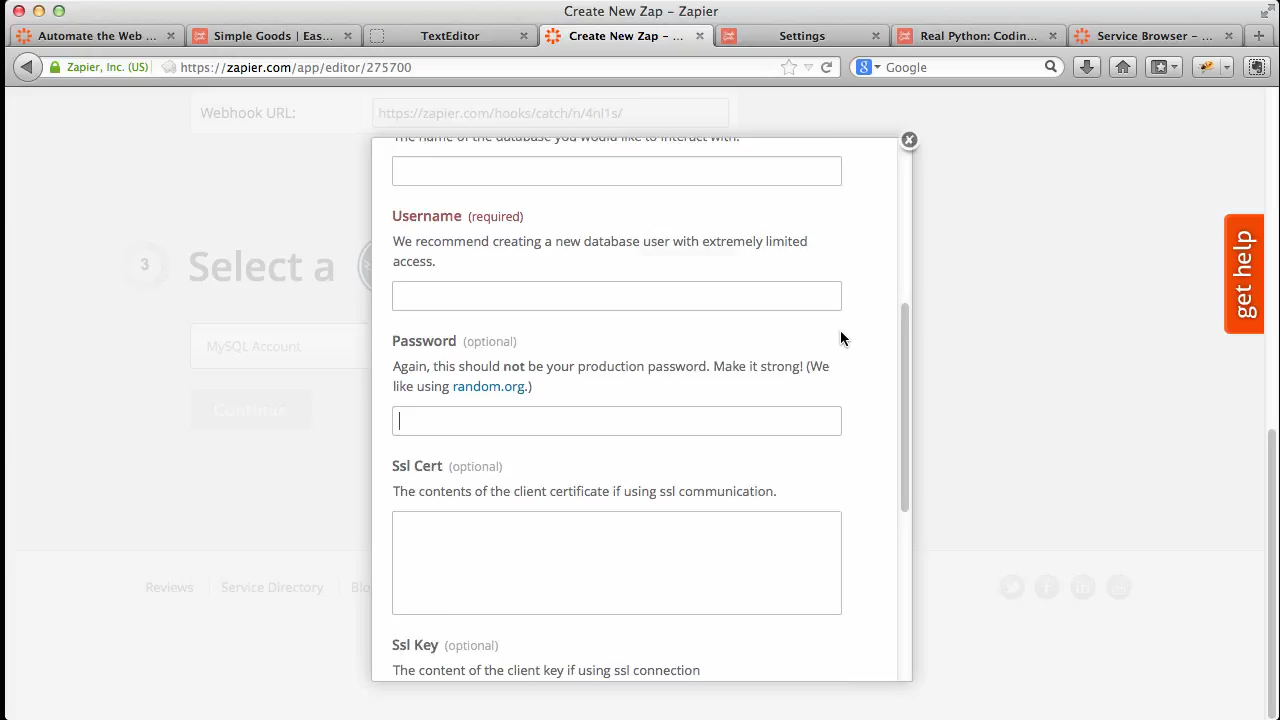 Create New Zap – Zapier
Automate the Web ...
Simple Goods | Eas...
TextEditor
Create New Zap – ...
Settings
Real Python: Codin...
Service Browser – ...
Zapier, Inc. (US)
https://zapier.com/app/editor/275700
Google
Webhook URL:
https://zapier.com/hooks/catch/n/4nl1s/
The name of the database you would like to interact with.
Username (required)
We recommend creating a new database user with extremely limited
access.
3
Select a
get help
Password (optional)
MySQL Account
Again, this should not be your production password. Make it strong! (We
like using random.org.)
Continue
Ssl Cert (optional)
The contents of the client certificate if using ssl communication.
Reviews
Service Directory
Blo
Ssl Key (optional)
The content of the client key if using ssl connection